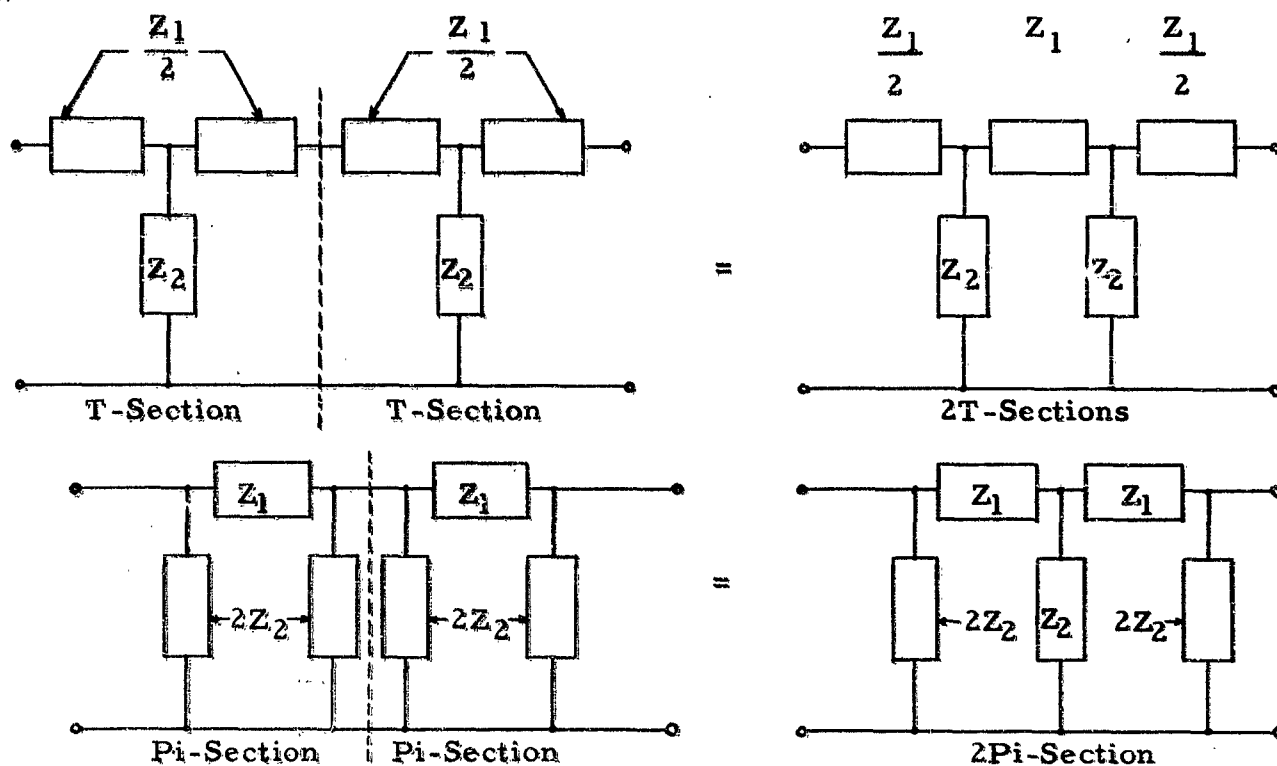 Z1 Z1 Z1 Z1 Z1
2 2 2 2
Z2 Z2 = Z2 Z2
T-Section T-Section 2T-Sections
Z1 Z1 Z1 Z1
=
2Z2 2Z2 2Z2 Z2 2Z2
Pi-Section Pi-Section 2Pi-Section